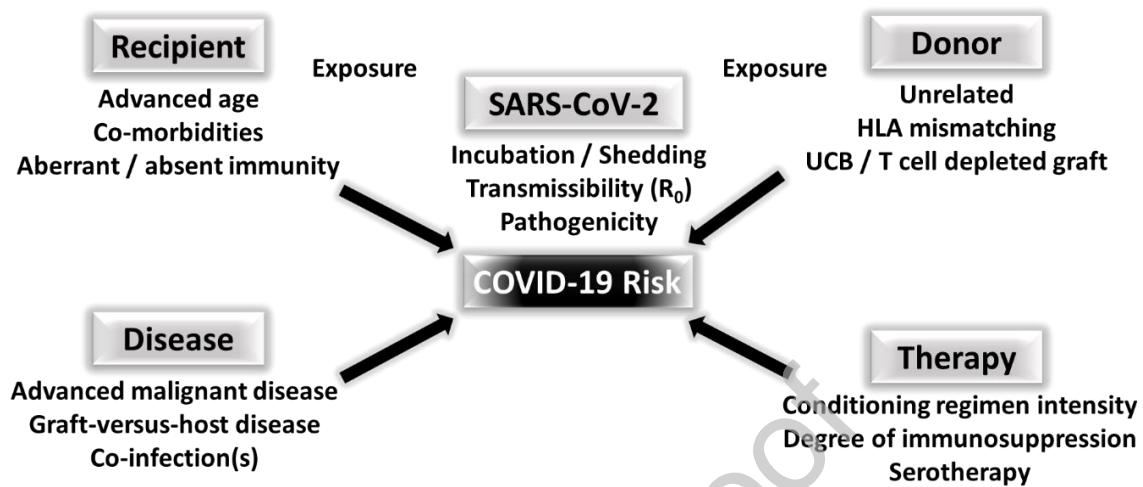 Recipient
Advanced age
Co-morbidities
Aberrant / absent immunity
Exposure
SARS-CoV-2
Incubation / Shedding
Transmissibility (R₀)
Pathogenicity
Exposure
Donor
Unrelated
HLA mismatching
UCB / T cell depleted graft
COVID-19 Risk
Disease
Advanced malignant disease
Graft-versus-host disease
Co-infection(s)
Therapy
Conditioning regimen intensity
Degree of immunosuppression
Serotherapy